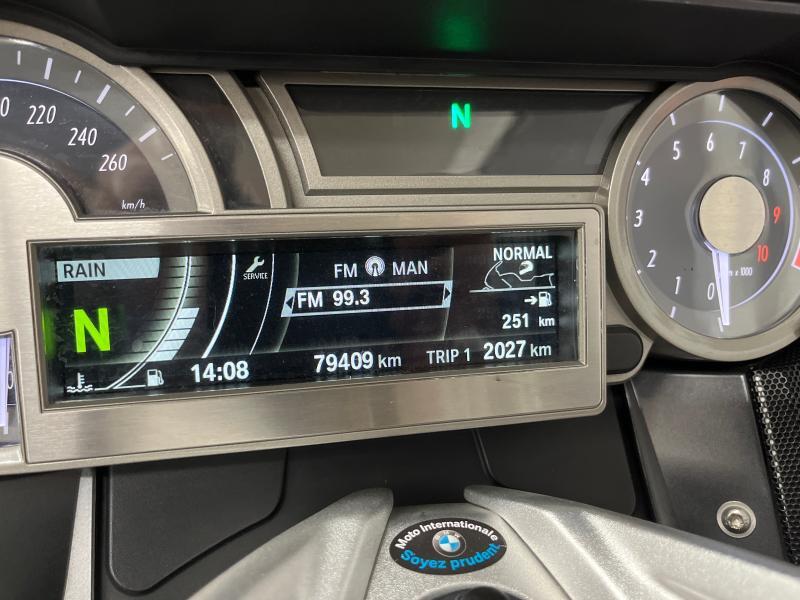 220
240
260
km/h
N
1
2
3
4
5
6
7
8
9
10
0
x 1000
RAIN
SERVICE
FM MAN
NORMAL
FM 99.3
N
251 km
14:08
79409 km
TRIP 1 2027 km
Moto Internationale
BMW
Soyez prudent